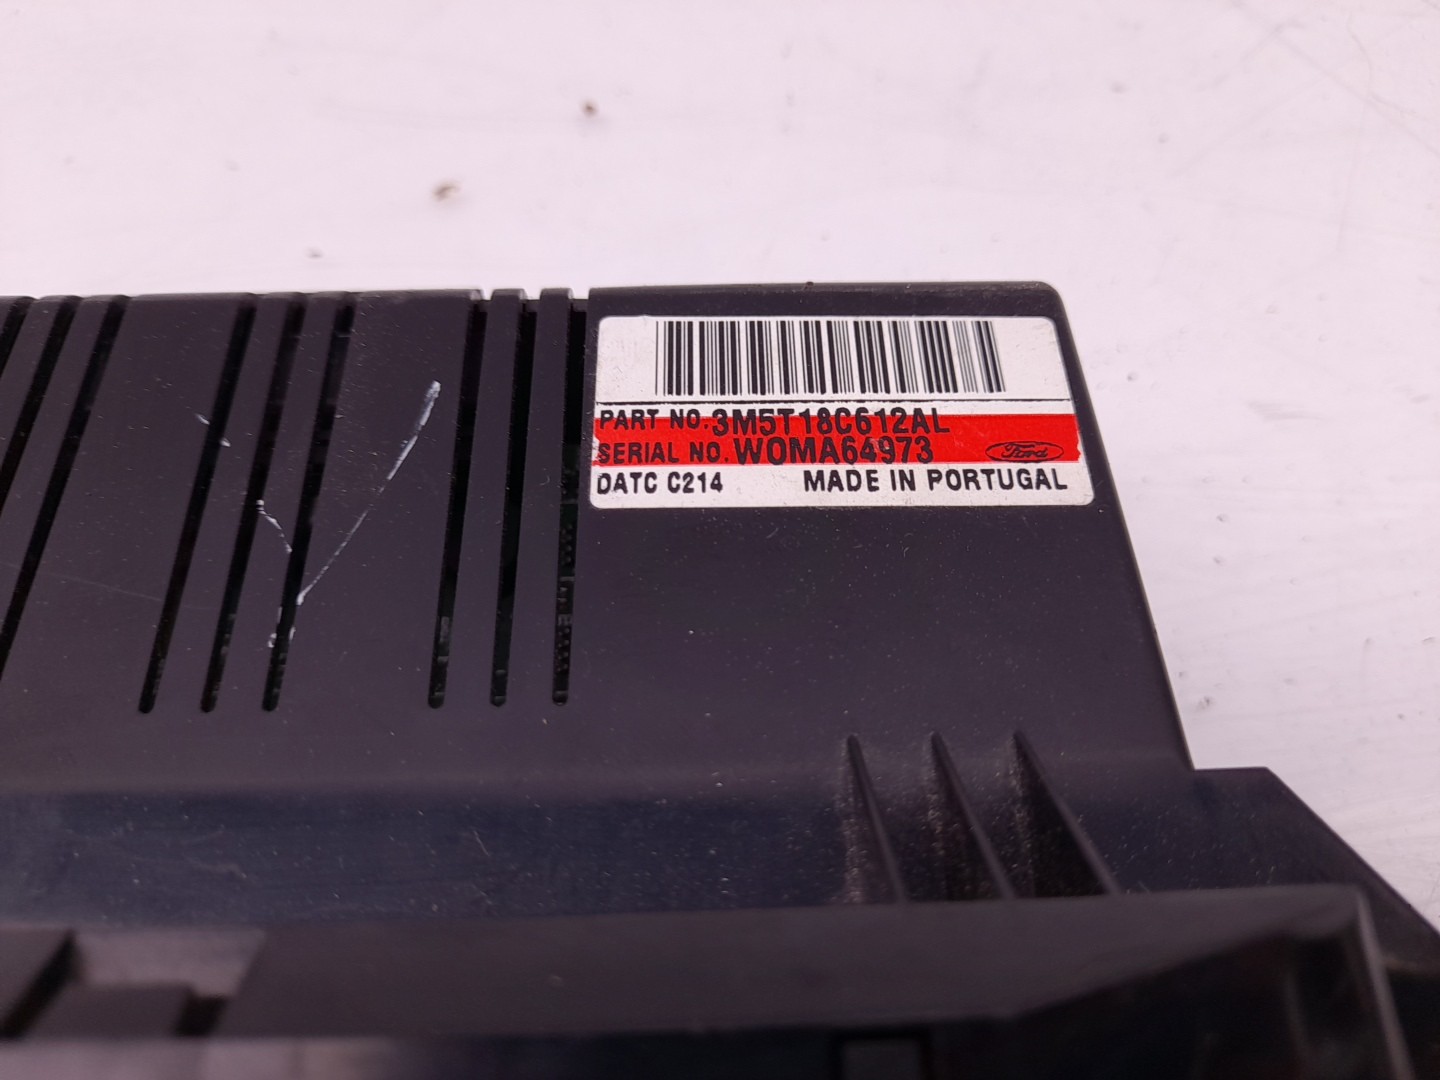 PART NO. 3M5T18C612AL
SERIAL NO. WOMA64973 Ford
DATC C214 MADE IN PORTUGAL